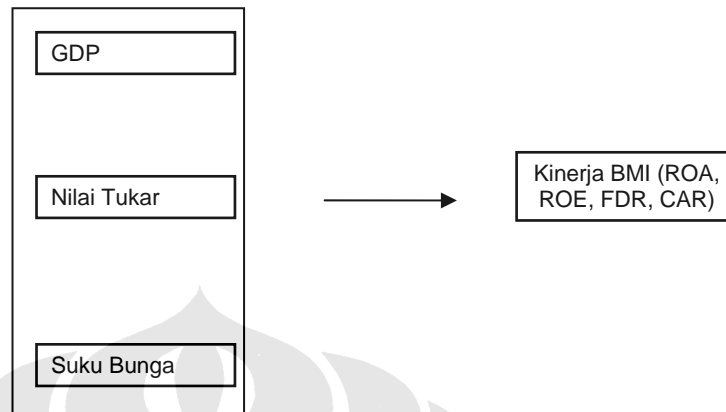 GDP
Nilai Tukar
Kinerja BMI (ROA,
ROE, FDR, CAR)
Suku Bunga